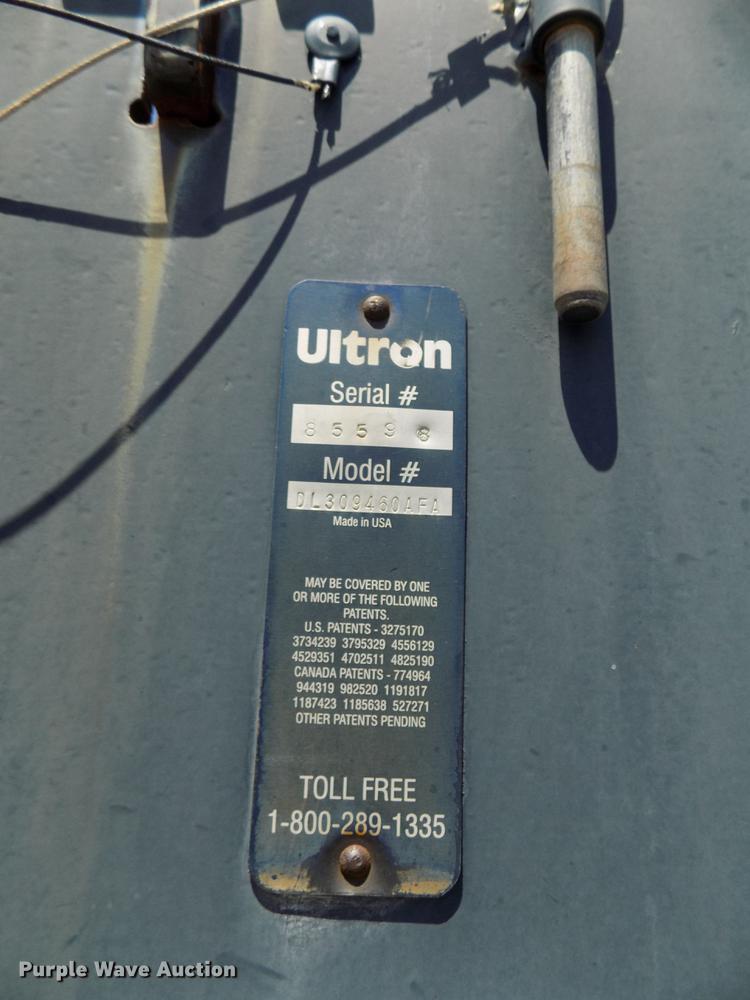 Ultron
Serial #
85598
Model #
DL309460AFA
Made in USA
MAY BE COVERED BY ONE
OR MORE OF THE FOLLOWING
PATENTS.
U.S. PATENTS - 3275170
3734239 3795329 4556129
4529351 4702511 4825190
CANADA PATENTS - 774964
944319 982520 1191817
1187423 1185638 527271
OTHER PATENTS PENDING
TOLL FREE
1-800-289-1335
Purple Wave Auction